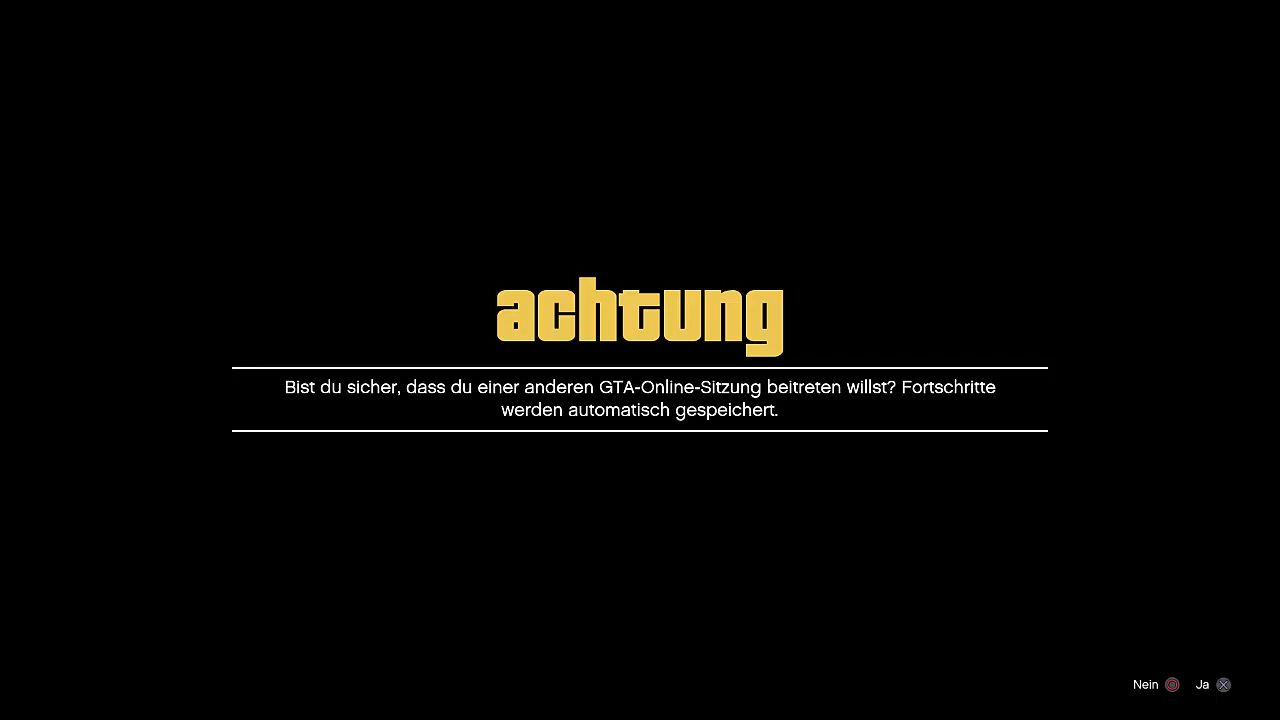 achtung
Bist du sicher, dass du einer anderen GTA-Online-Sitzung beitreten willst? Fortschritte
werden automatisch gespeichert.
Nein Ja